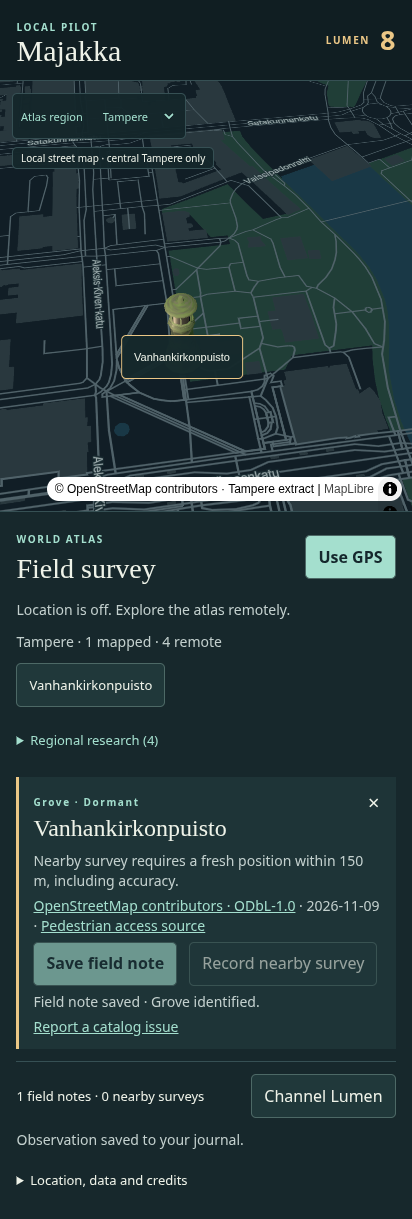 LOCAL PILOT
Majakka
LUMEN 8
Atlas region Tampere
Satakunnankatu
Satakunnankatu
Local street map · central Tampere only
Aleksis Kiven katu
Vanhankirkonpuisto
© OpenStreetMap contributors · Tampere extract | MapLibre
WORLD ATLAS
Field survey
Use GPS
Location is off. Explore the atlas remotely.
Tampere · 1 mapped · 4 remote
Vanhankirkonpuisto
Regional research (4)
Grove · Dormant
×
Vanhankirkonpuisto
Nearby survey requires a fresh position within 150
m, including accuracy.
OpenStreetMap contributors · ODbL-1.0 · 2026-11-09
· Pedestrian access source
Save field note
Record nearby survey
Field note saved · Grove identified.
Report a catalog issue
1 field notes · 0 nearby surveys
Channel Lumen
Observation saved to your journal.
Location, data and credits